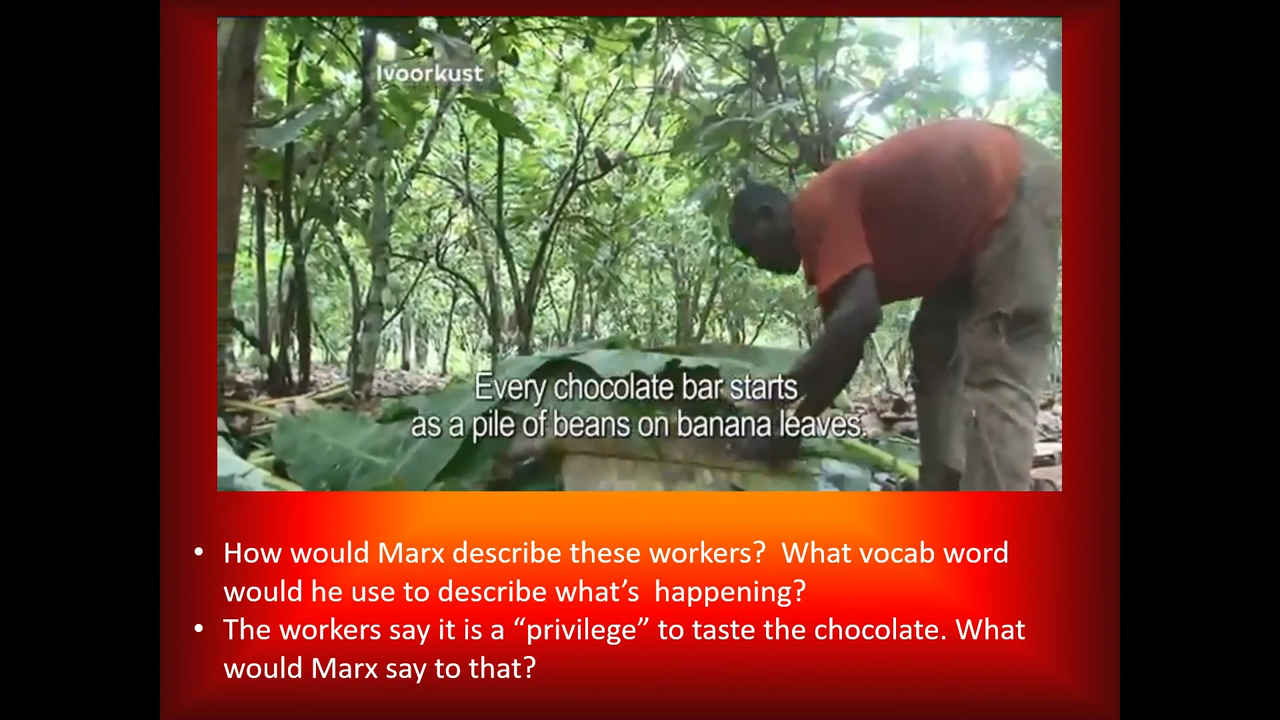 Ivoorkust
Every chocolate bar starts
as a pile of beans on banana leaves.
• How would Marx describe these workers?  What vocab word
would he use to describe what’s  happening?
• The workers say it is a “privilege” to taste the chocolate. What
would Marx say to that?